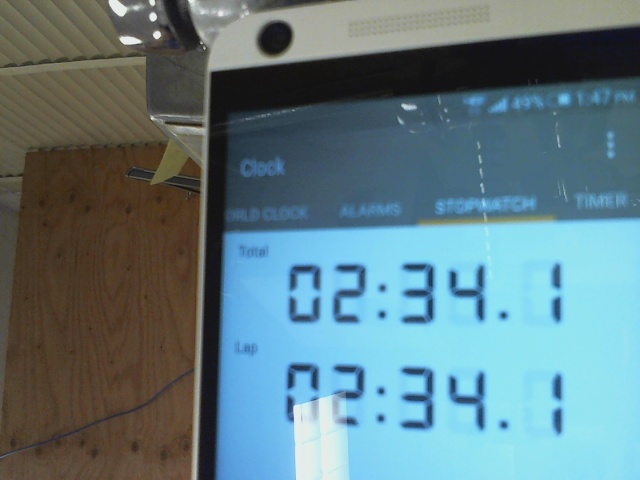 49% 1:47 PM
Clock
ORLD CLOCK ALARMS STOPWATCH TIMER
Total
02:34.1
Lap
02:34.1